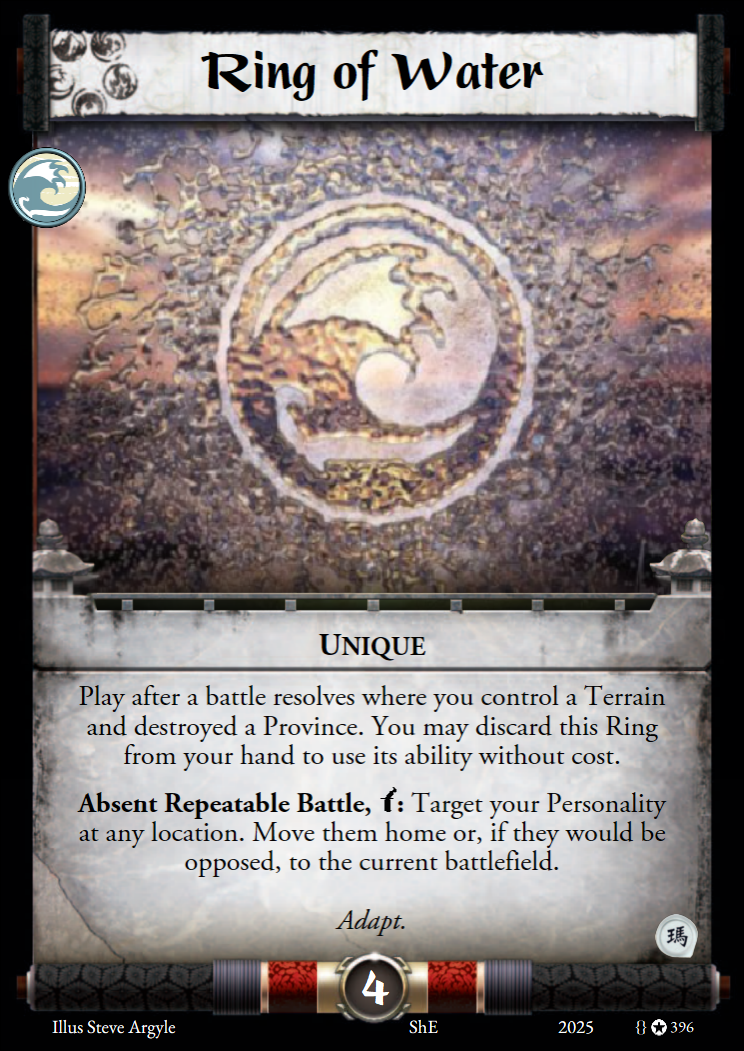 Ring of Water
UNIQUE
Play after a battle resolves where you control a Terrain
and destroyed a Province. You may discard this Ring
from your hand to use its ability without cost.
Absent Repeatable Battle, : Target your Personality
at any location. Move them home or, if they would be
opposed, to the current battlefield.
Adapt.
瑪
4
Illus Steve Argyle ShE 2025 {} 396